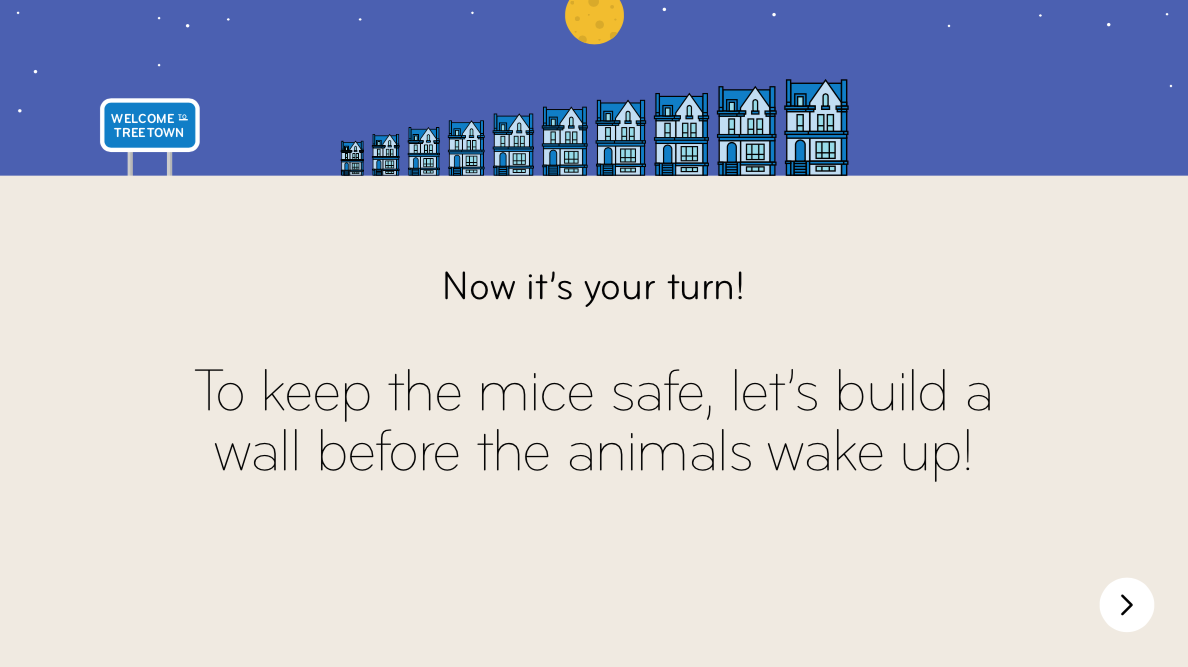 WELCOME TO
TREETOWN
Now it's your turn!
To keep the mice safe, let's build a
wall before the animals wake up!